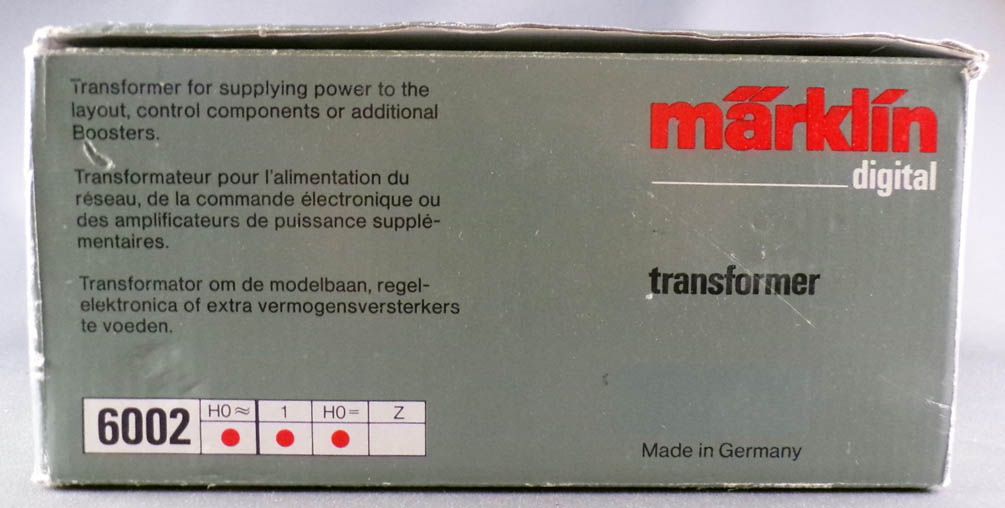 Transformer for supplying power to the
layout, control components or additional
Boosters.
Transformateur pour l'alimentation du
réseau, de la commande électronique ou
des amplificateurs de puissance supplé-
mentaires.
Transformator om de modelbaan, regel-
elektronica of extra vermogensversterkers
te voeden.
märklín
digital
transformer
6002 H0≈ 1 H0= Z
Made in Germany